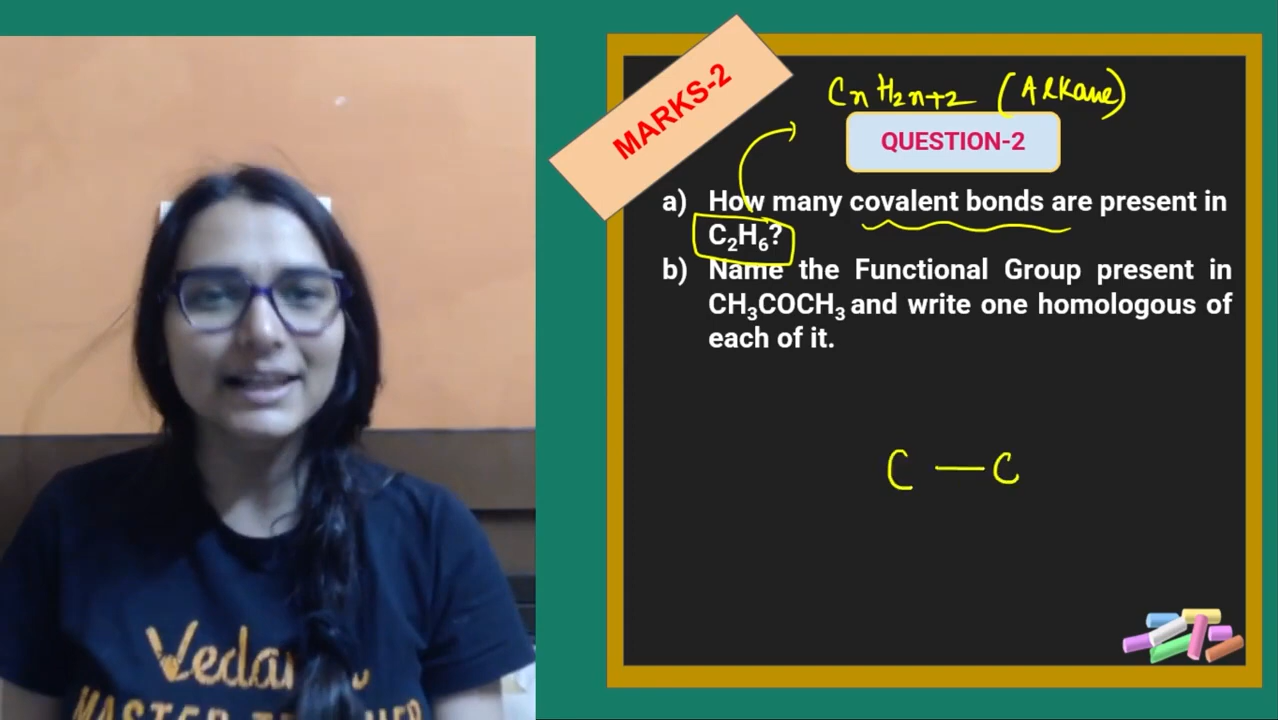 MARKS-2
CnH2n+2 (Alkane)
QUESTION-2
a) How many covalent bonds are present in
C₂H₆?
b) Name the Functional Group present in
CH₃COCH₃ and write one homologous of
each of it.
C — C
MASTER